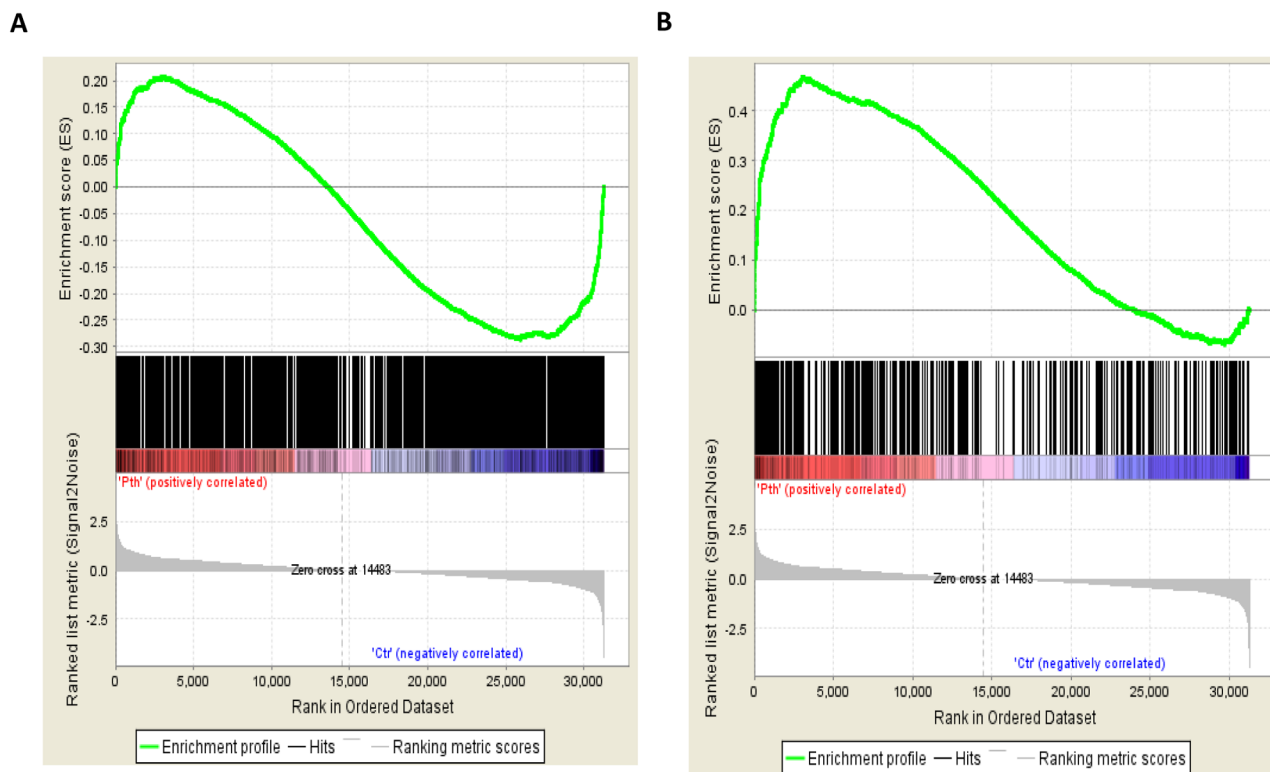 A
Enrichment score (ES)
0.20
0.15
0.10
0.05
0.00
-0.05
-0.10
-0.15
-0.20
-0.25
-0.30
'Pth' (positively correlated)
Ranked list metric (Signal2Noise)
2.5
0.0
-2.5
Zero cross at 14483
'Ctr' (negatively correlated)
0 5,000 10,000 15,000 20,000 25,000 30,000
Rank in Ordered Dataset
Enrichment profile Hits Ranking metric scores
B
Enrichment score (ES)
0.4
0.3
0.2
0.1
0.0
'Pth' (positively correlated)
Ranked list metric (Signal2Noise)
2.5
0.0
-2.5
Zero cross at 14483
'Ctr' (negatively correlated)
0 5,000 10,000 15,000 20,000 25,000 30,000
Rank in Ordered Dataset
Enrichment profile Hits Ranking metric scores